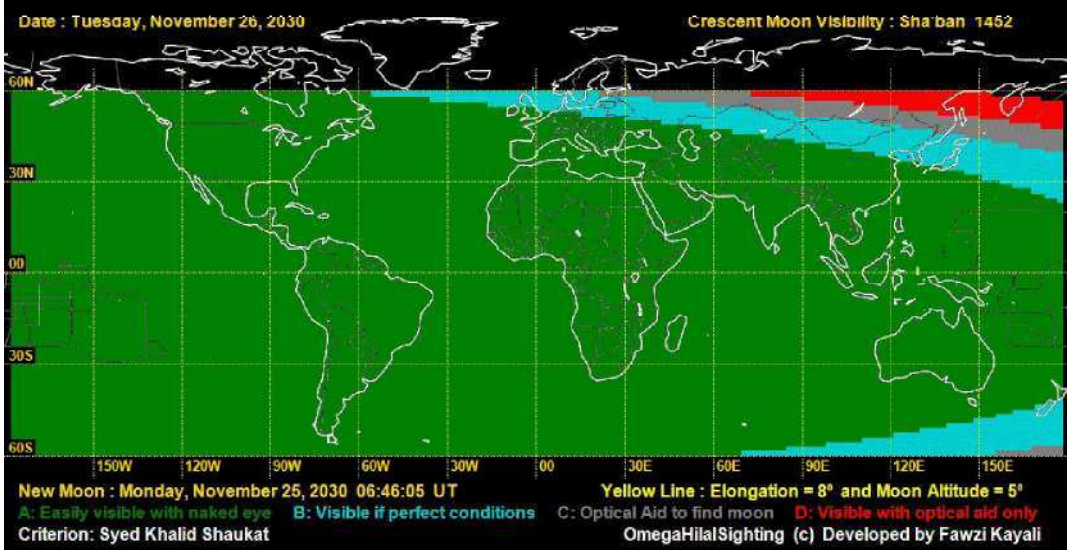 Date : Tuesday, November 26, 2030 Crescent Moon Visibility : Sha'ban 1452
60N
30N
00
30S
60S
150W 120W 90W 60W 30W 00 30E 60E 90E 120E 150E
New Moon : Monday, November 25, 2030 06:46:05 UT Yellow Line : Elongation = 8º and Moon Altitude = 5º
A: Easily visible with naked eye B: Visible if perfect conditions C: Optical Aid to find moon D: Visible with optical aid only
Criterion: Syed Khalid Shaukat OmegaHilalSighting (c) Developed by Fawzi Kayali